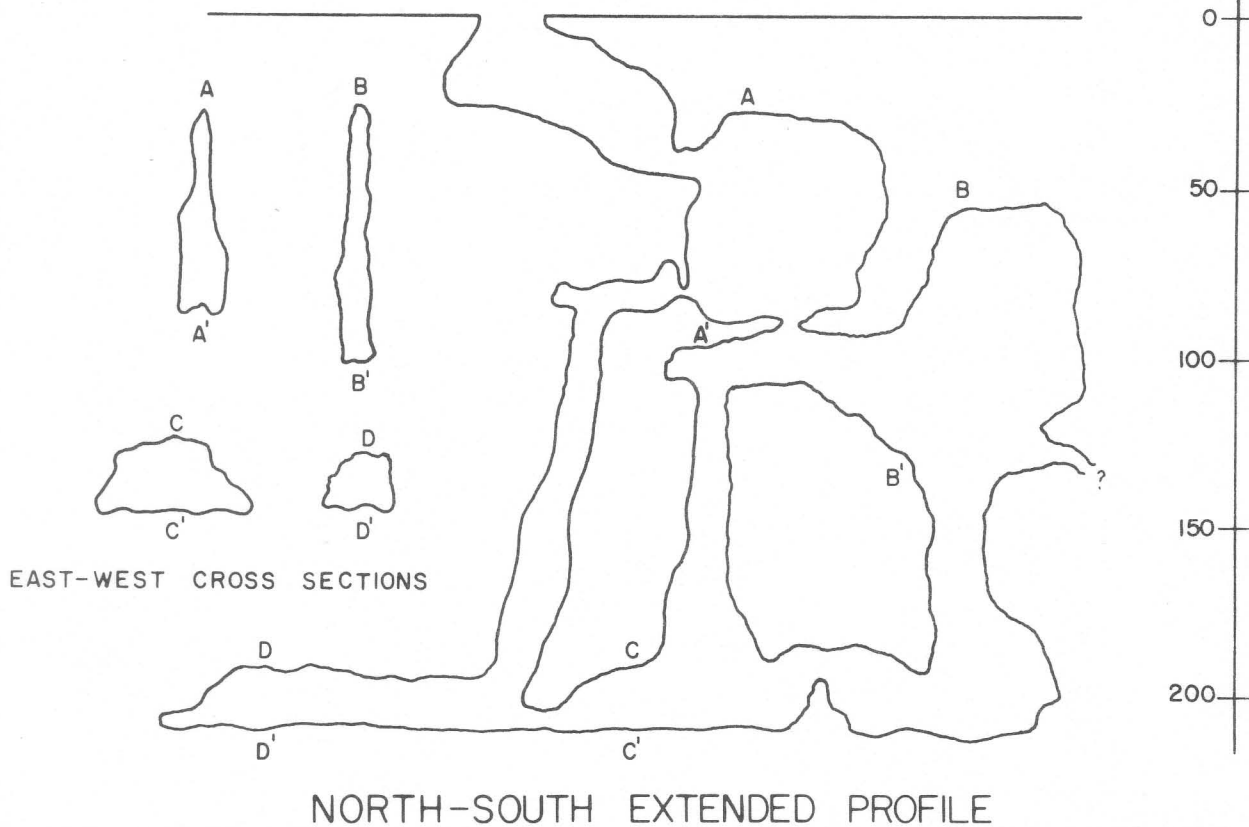 0
A
B
A
50
B
A'
A'
100
B'
C
D
B'
?
C'
D'
150
EAST-WEST CROSS SECTIONS
D
C
200
D'
C'
NORTH-SOUTH EXTENDED PROFILE